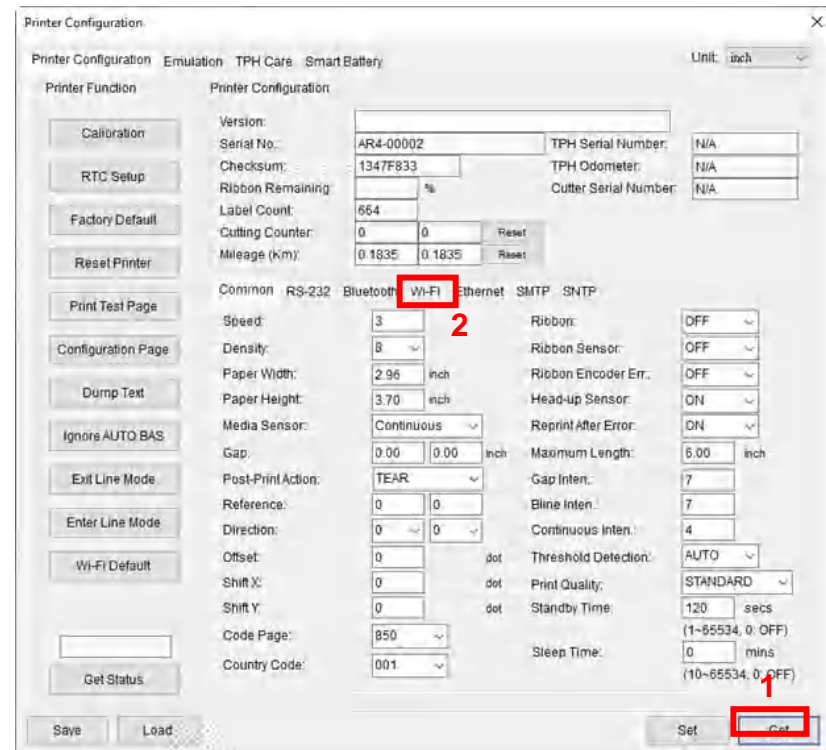 Printer Configuration
Printer Configuration Emulation TPH Care Smart Battery Unit: inch
Printer Function Printer Configuration
Calibration
RTC Setup
Factory Default
Reset Printer
Print Test Page
Configuration Page
Dump Text
Ignore AUTO BAS
Exit Line Mode
Enter Line Mode
Wi-Fi Default
Get Status
Version:
Serial No.: AR4-00002 TPH Serial Number: N/A
Checksum: 1347F833 TPH Odometer: N/A
Ribbon Remaining % Cutter Serial Number: N/A
Label Count: 664
Cutting Counter: 0 0 Reset
Mileage (Km): 0.1835 0.1835 Reset
Common RS-232 Bluetooth Wi-Fi Ethernet SMTP SNTP
2
Speed: 3 Ribbon: OFF
Density: 8 Ribbon Sensor: OFF
Paper Width: 2.96 inch Ribbon Encoder Err.: OFF
Paper Height: 3.70 inch Head-up Sensor: ON
Media Sensor: Continuous Reprint After Error: ON
Gap: 0.00 0.00 inch Maximum Length: 6.00 inch
Post-Print Action: TEAR Gap Inten.: 7
Reference: 0 0 Bline Inten.: 7
Direction: 0 0 Continuous Inten.: 4
Offset: 0 dot Threshold Detection: AUTO
Shift X: 0 dot Print Quality: STANDARD
Shift Y: 0 dot Standby Time: 120 secs
(1~65534, 0: OFF)
Code Page: 850
Sleep Time: 0 mins
Country Code: 001
(10~65534, 0: OFF)
1
Save Load Set Get